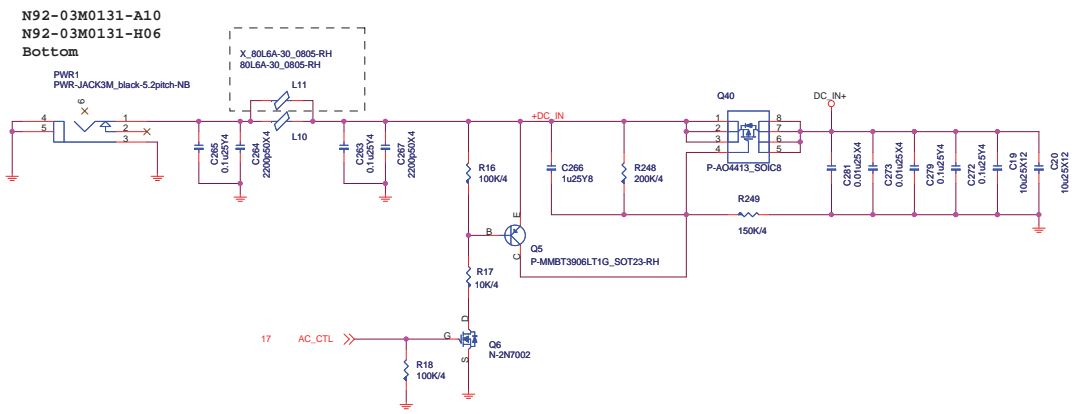 N92-03M0131-A10
N92-03M0131-H06
Bottom
PWR1
PWR-JACK3M_black-5.2pitch-NB
6
4
5
1
2
3
X_80L6A-30_0805-RH
80L6A-30_0805-RH
L11
L10
C265
0.1u25Y4
C264
2200p50X4
C263
0.1u25Y4
C267
2200p50X4
R16
100K/4
+DC_IN
C266
1u25Y8
R248
200K/4
Q40
1
2
3
4
8
7
6
5
P-AO4413_SOIC8
DC_IN+
C281
0.01u25X4
C273
0.01u25X4
C279
0.1u25Y4
C272
0.1u25Y4
C19
10u25X12
C20
10u25X12
R249
150K/4
B
E
C
Q5
P-MMBT3906LT1G_SOT23-RH
R17
10K/4
17 AC_CTL
G
D
S
Q6
N-2N7002
R18
100K/4